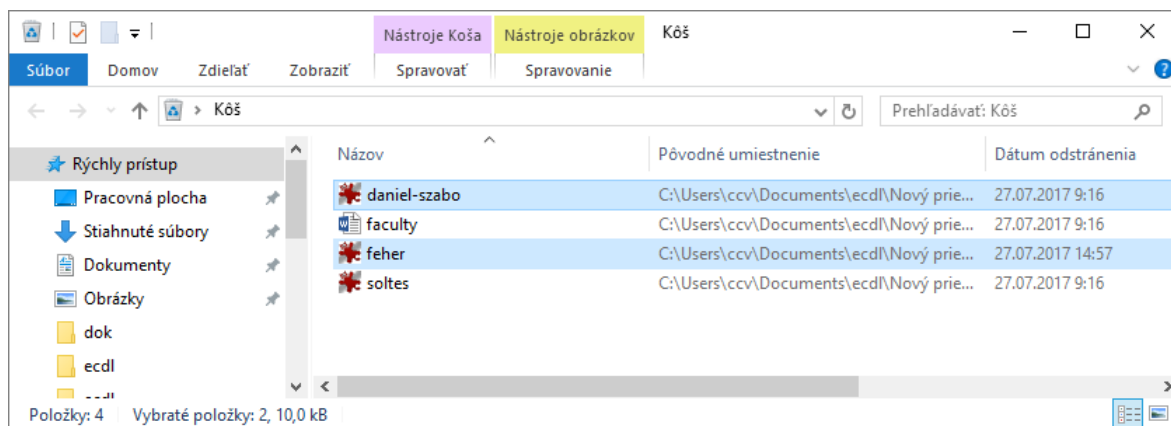 Nástroje Koša Nástroje obrázkov Kôš
Súbor Domov Zdieľať Zobraziť Spravovať Spravovanie
Kôš Prehľadávať: Kôš
Rýchly prístup
Pracovná plocha
Stiahnuté súbory
Dokumenty
Obrázky
dok
ecdl
Názov Pôvodné umiestnenie Dátum odstránenia
daniel-szabo C:\Users\ccv\Documents\ecdl\Nový prie... 27.07.2017 9:16
faculty C:\Users\ccv\Documents\ecdl\Nový prie... 27.07.2017 9:16
feher C:\Users\ccv\Documents\ecdl\Nový prie... 27.07.2017 14:57
soltes C:\Users\ccv\Documents\ecdl\Nový prie... 27.07.2017 9:16
Položky: 4 Vybraté položky: 2, 10,0 kB